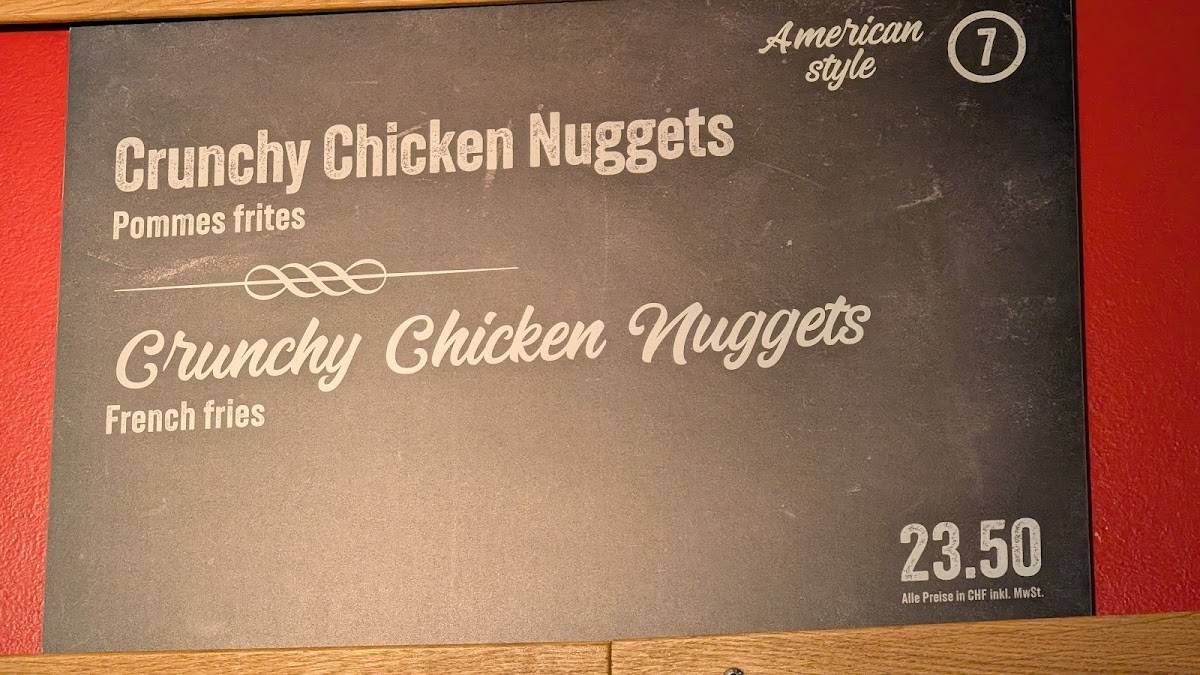 American
style
7
Crunchy Chicken Nuggets
Pommes frites
Crunchy Chicken Nuggets
French fries
23.50
Alle Preise in CHF inkl. MwSt.